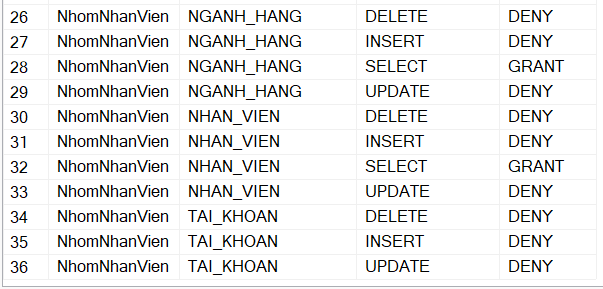 26 NhomNhanVien NGANH_HANG DELETE DENY
27 NhomNhanVien NGANH_HANG INSERT DENY
28 NhomNhanVien NGANH_HANG SELECT GRANT
29 NhomNhanVien NGANH_HANG UPDATE DENY
30 NhomNhanVien NHAN_VIEN DELETE DENY
31 NhomNhanVien NHAN_VIEN INSERT DENY
32 NhomNhanVien NHAN_VIEN SELECT GRANT
33 NhomNhanVien NHAN_VIEN UPDATE DENY
34 NhomNhanVien TAI_KHOAN DELETE DENY
35 NhomNhanVien TAI_KHOAN INSERT DENY
36 NhomNhanVien TAI_KHOAN UPDATE DENY